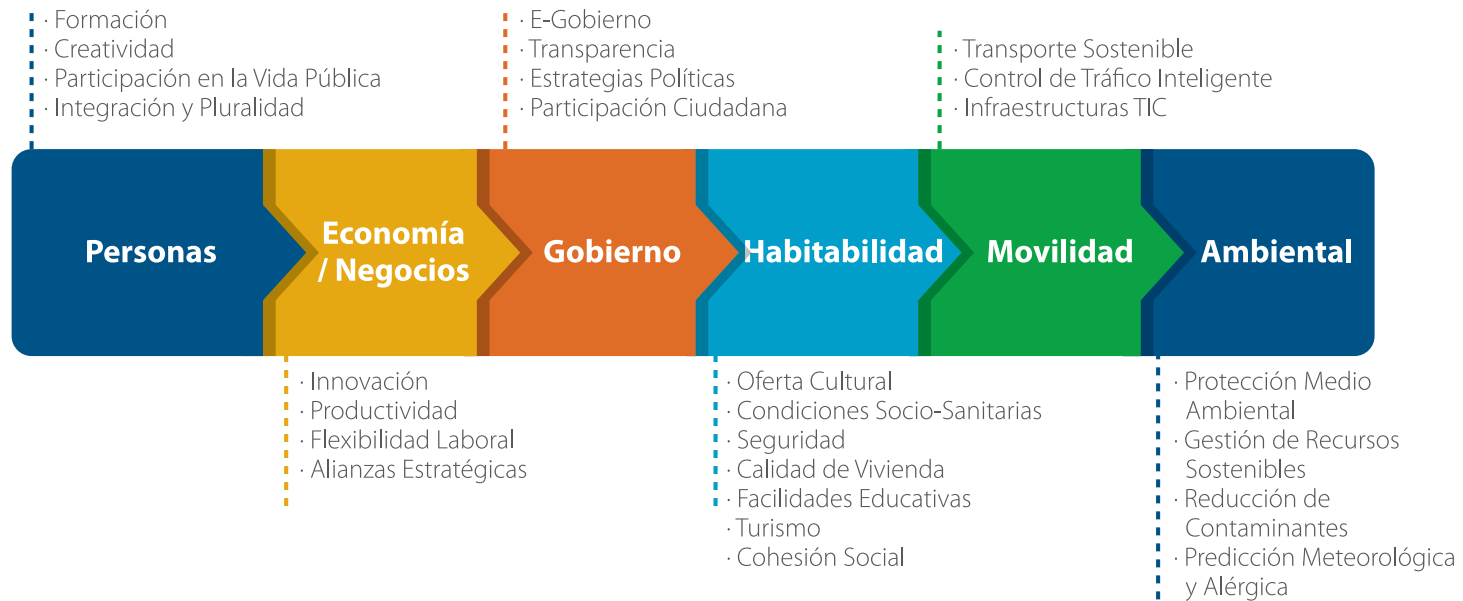 · Formación
· Creatividad
· Participación en la Vida Pública
· Integración y Pluralidad
· E-Gobierno
· Transparencia
· Estrategias Políticas
· Participación Ciudadana
· Transporte Sostenible
· Control de Tráfico Inteligente
· Infraestructuras TIC
Personas
Economía
/ Negocios
Gobierno
Habitabilidad
Movilidad
Ambiental
· Innovación
· Productividad
· Flexibilidad Laboral
· Alianzas Estratégicas
· Oferta Cultural
· Condiciones Socio-Sanitarias
· Seguridad
· Calidad de Vivienda
· Facilidades Educativas
· Turismo
· Cohesión Social
· Protección Medio
Ambiental
· Gestión de Recursos
Sostenibles
· Reducción de
Contaminantes
· Predicción Meteorológica
y Alérgica